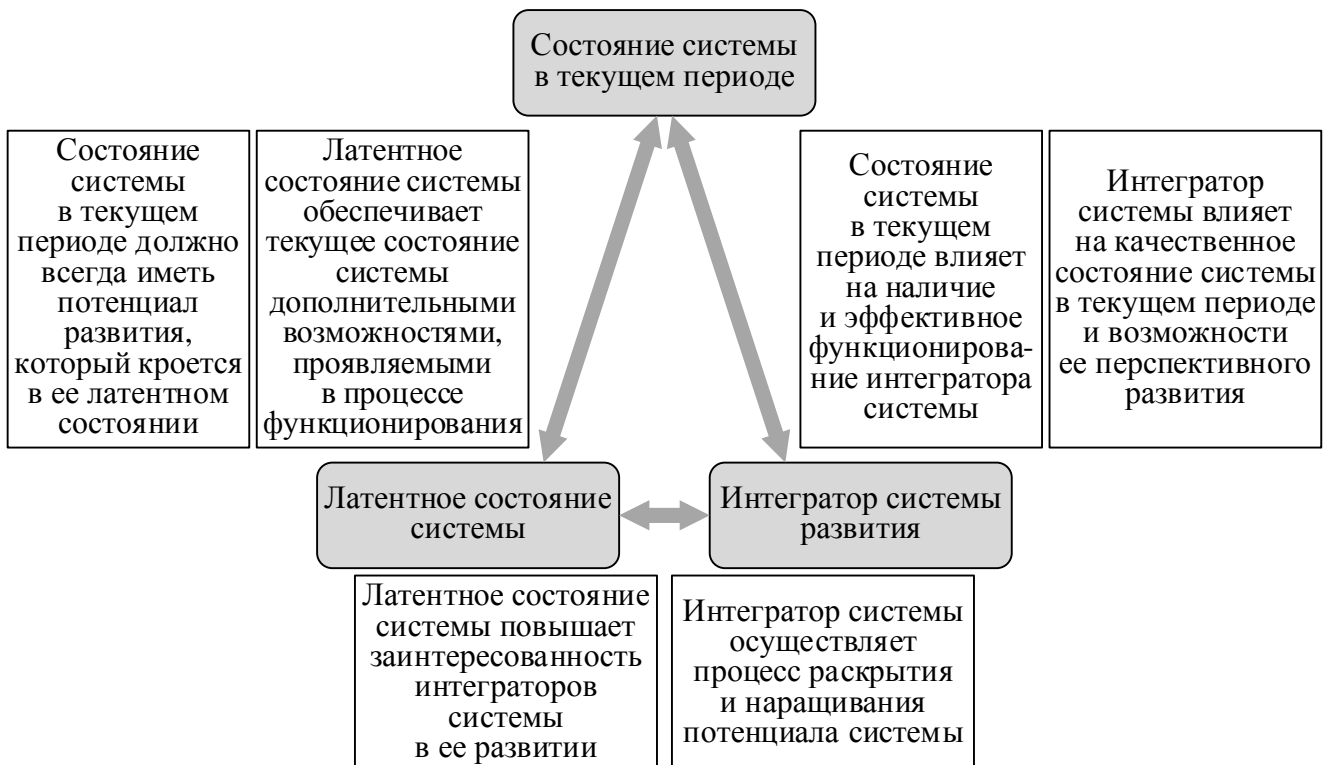 Состояние системы
в текущем периоде
Состояние
системы
в текущем
периоде должно
всегда иметь
потенциал
развития,
который кроется
в ее латентном
состоянии
Латентное
состояние системы
обеспечивает
текущее состояние
системы
дополнительными
возможностями,
проявляемыми
в процессе
функционирования
Состояние
системы
в текущем
периоде влияет
на наличие
и эффективное
функционирова-
ние интегратора
системы
Интегратор
системы влияет
на качественное
состояние системы
в текущем периоде
и возможности
ее перспективного
развития
Латентное состояние
системы
Интегратор системы
развития
Латентное состояние
системы повышает
заинтересованность
интеграторов
системы
в ее развитии
Интегратор системы
осуществляет
процесс раскрытия
и наращивания
потенциала системы